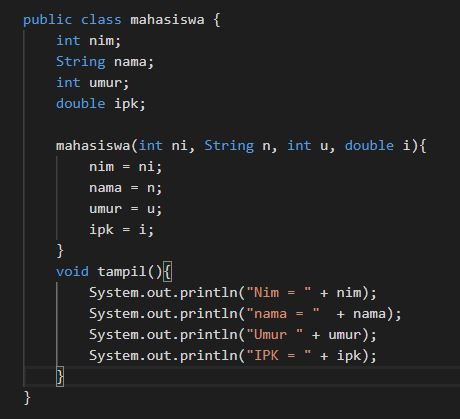 public class mahasiswa {
    int nim;
    String nama;
    int umur;
    double ipk;

    mahasiswa(int ni, String n, int u, double i){
        nim = ni;
        nama = n;
        umur = u;
        ipk = i;
    }
    void tampil(){
        System.out.println("Nim = " + nim);
        System.out.println("nama = "  + nama);
        System.out.println("Umur " + umur);
        System.out.println("IPK = " + ipk);
    }
}